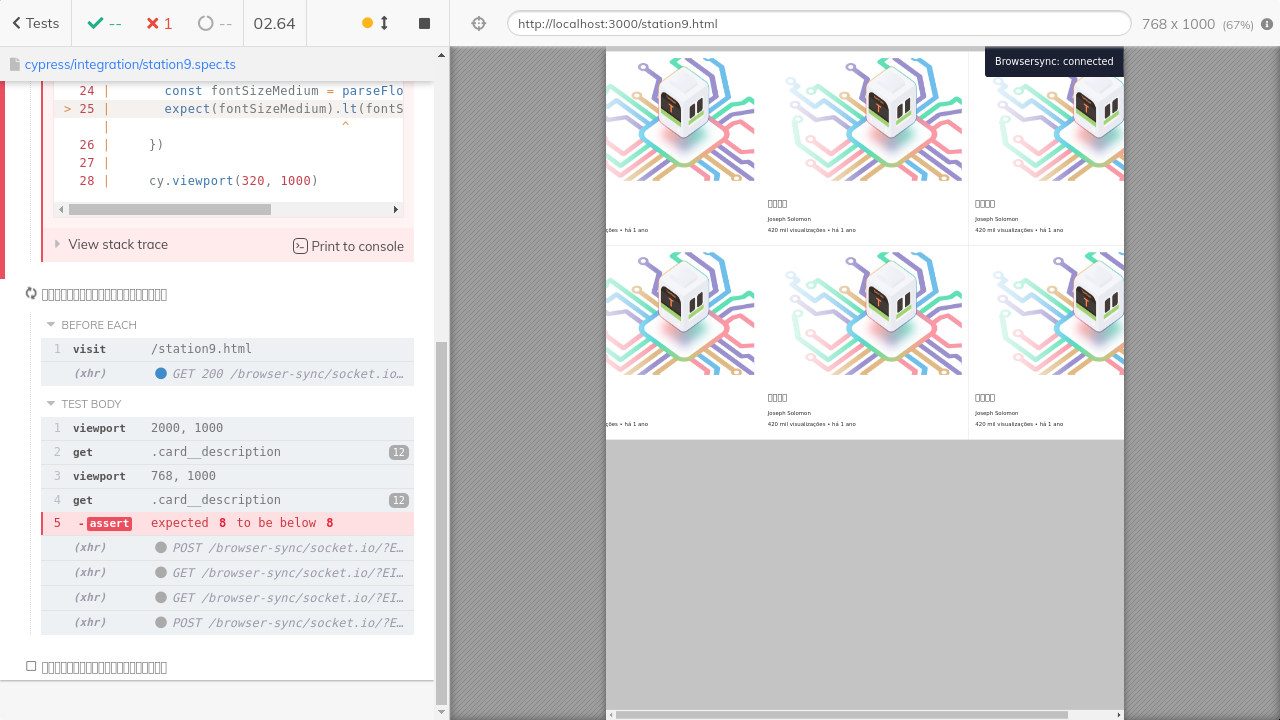 Tests
--
1
--
02.64
http://localhost:3000/station9.html
768 x 1000 (67%)
cypress/integration/station9.spec.ts
24 | const fontSizeMedium = parseFlo
> 25 | expect(fontSizeMedium).lt(fontS
| ^
26 | })
27 |
28 | cy.viewport(320, 1000)
View stack trace
Print to console
BEFORE EACH
1 visit /station9.html
(xhr) GET 200 /browser-sync/socket.io…
TEST BODY
1 viewport 2000, 1000
2 get .card__description 12
3 viewport 768, 1000
4 get .card__description 12
5 -assert expected 8 to be below 8
(xhr) POST /browser-sync/socket.io/?E…
(xhr) GET /browser-sync/socket.io/?EI…
(xhr) GET /browser-sync/socket.io/?EI…
(xhr) POST /browser-sync/socket.io/?E…
Browsersync: connected
Joseph Solomon
Joseph Solomon
ções • há 1 ano
420 mil visualizações • há 1 ano
420 mil visualizações • há 1 ano
Joseph Solomon
Joseph Solomon
ções • há 1 ano
420 mil visualizações • há 1 ano
420 mil visualizações • há 1 ano